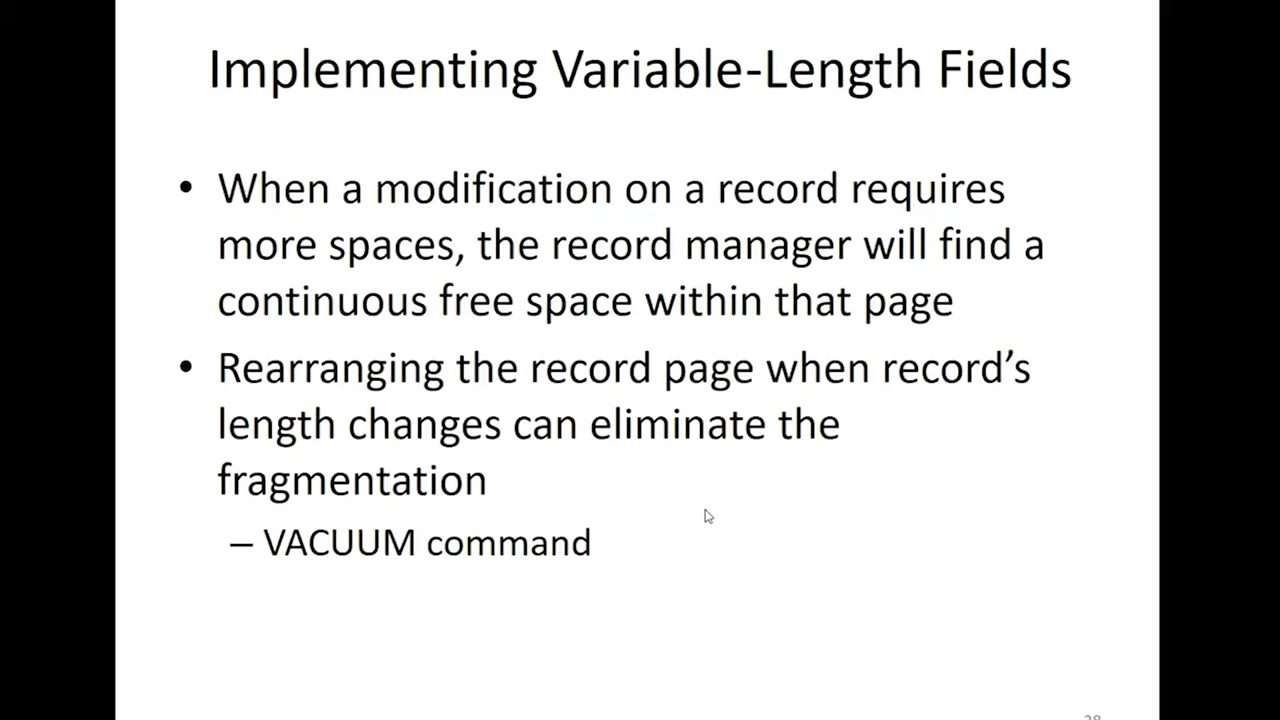 Implementing Variable-Length Fields
• When a modification on a record requires
more spaces, the record manager will find a
continuous free space within that page
• Rearranging the record page when record’s
length changes can eliminate the
fragmentation
– VACUUM command